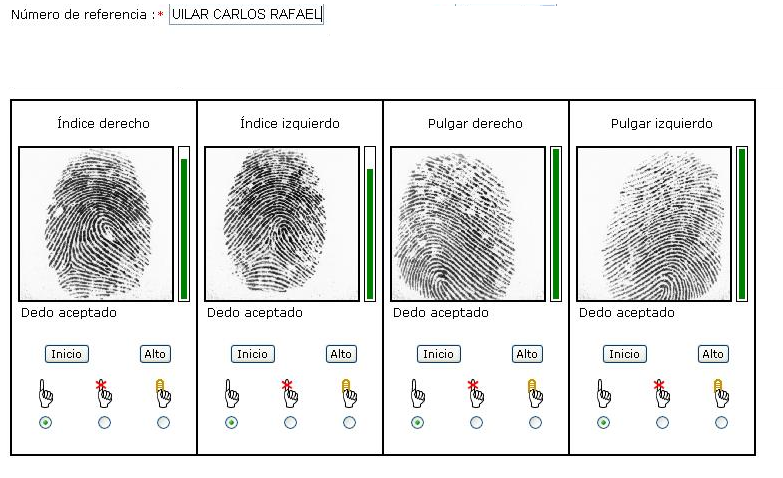 Número de referencia :* UILAR CARLOS RAFAEL
Índice derecho Índice izquierdo Pulgar derecho Pulgar izquierdo
Dedo aceptado Dedo aceptado Dedo aceptado Dedo aceptado
Inicio Alto Inicio Alto Inicio Alto Inicio Alto